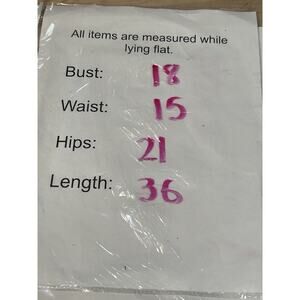 All items are measured while
lying flat.
Bust: 18
Waist: 15
Hips: 21
Length: 36